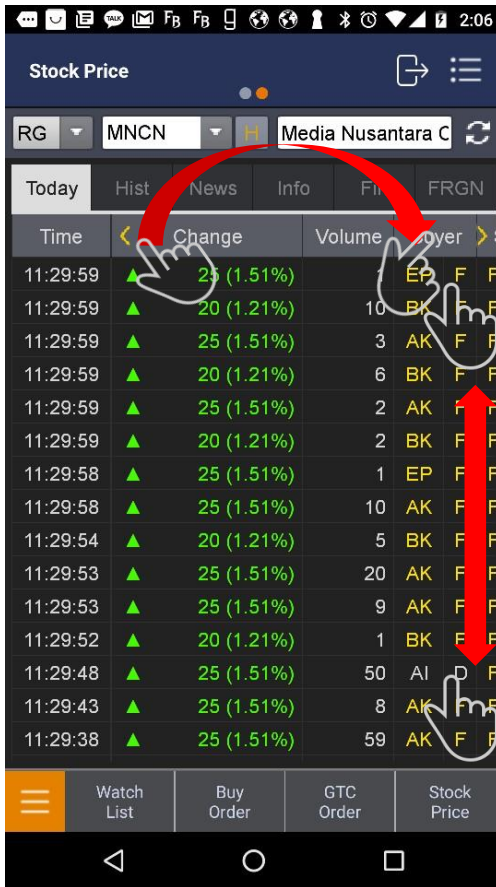 TALK FB FB 2:06
Stock Price
RG MNCN H Media Nusantara C
Today Hist News Info FRGN
Time Change Volume Buyer
11:29:59 25 (1.51%) 1 EP F F
11:29:59 20 (1.21%) 10 BK F F
11:29:59 25 (1.51%) 3 AK F F
11:29:59 20 (1.21%) 6 BK F F
11:29:59 25 (1.51%) 2 AK F F
11:29:59 20 (1.21%) 2 BK F F
11:29:58 25 (1.51%) 1 EP F F
11:29:58 25 (1.51%) 10 AK F F
11:29:54 20 (1.21%) 5 BK F F
11:29:53 25 (1.51%) 20 AK F F
11:29:53 25 (1.51%) 9 AK F F
11:29:52 20 (1.21%) 1 BK F F
11:29:48 25 (1.51%) 50 AI D F
11:29:43 25 (1.51%) 8 AK F
11:29:38 25 (1.51%) 59 AK F F
Watch Buy GTC Stock
List Order Order Price